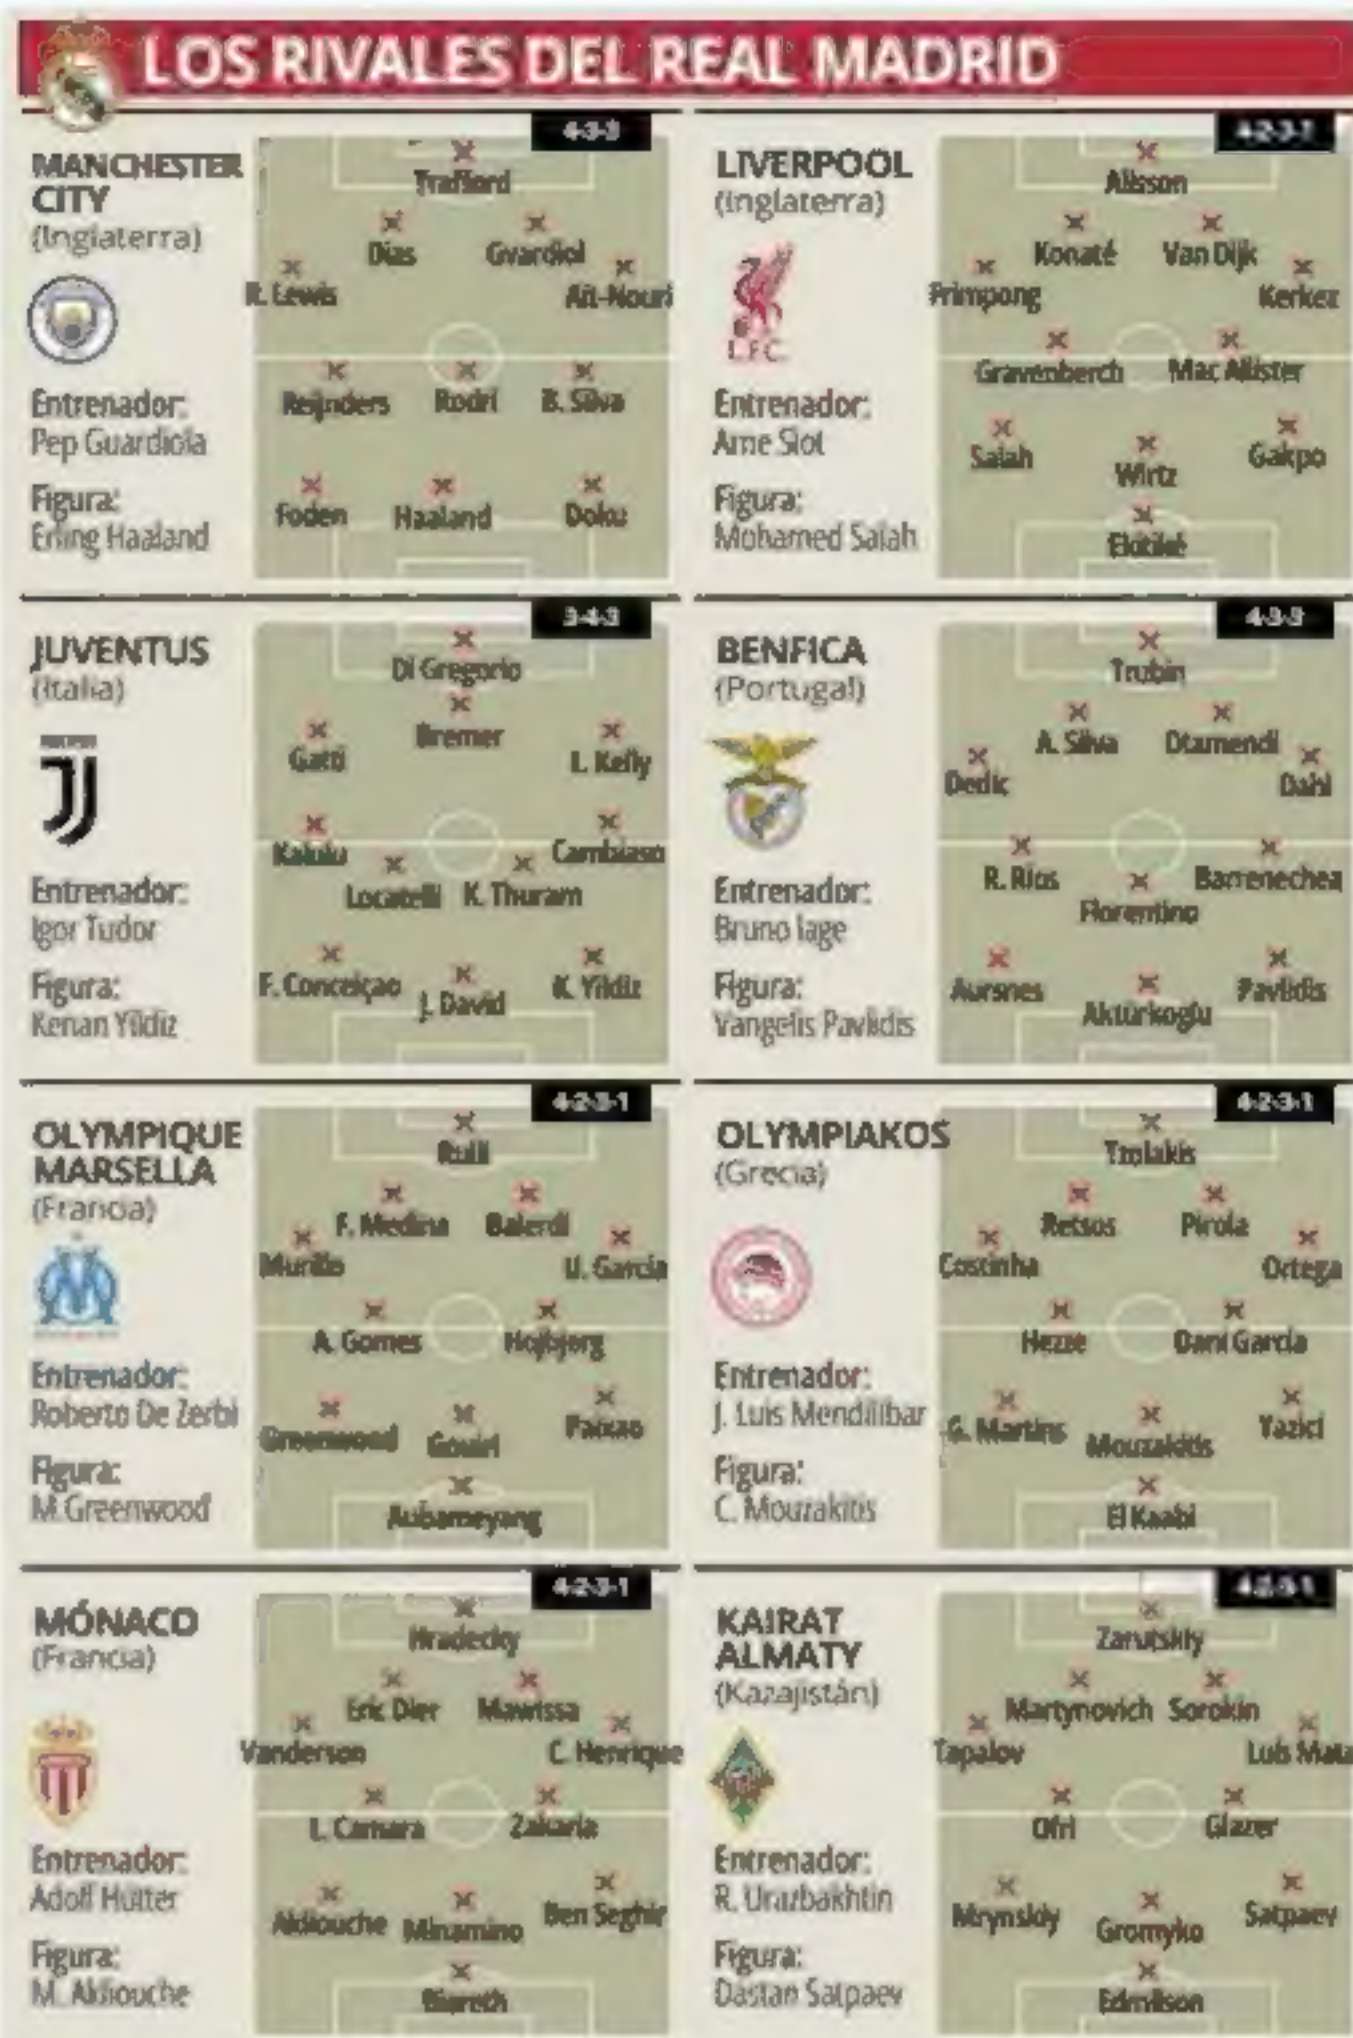 LOS RIVALES DEL REAL MADRID
MANCHESTER
CITY
(Inglaterra)
Entrenador:
Pep Guardiola
Figura:
Erling Haaland
4-3-3
Trafford
Dias Gvardiol
R. Lewis Aït-Nouri
Reijnders Rodri B. Silva
Foden Haaland Doku
LIVERPOOL
(Inglaterra)
L.F.C.
Entrenador:
Arne Slot
Figura:
Mohamed Salah
4-2-3-1
Alisson
Konaté Van Dijk
Frimpong Kerkez
Gravenberch Mac Allister
Salah Wirtz Gakpo
Ekitiké
JUVENTUS
(Italia)
Entrenador:
Igor Tudor
Figura:
Kenan Yildiz
3-4-3
Di Gregorio
Bremer
Gatti L. Kelly
Kalulu Cambiaso
Locatelli K. Thuram
F. Conceiçao J. David K. Yildiz
BENFICA
(Portugal)
Entrenador:
Bruno lage
Figura:
Vangelis Pavlidis
4-3-3
Trubin
A. Silva Otamendi
Dedic Dahl
R. Ríos Barrenechea
Florentino
Aursnes Aktürkoglu Pavlidis
OLYMPIQUE
MARSELLA
(Francia)
Entrenador:
Roberto De Zerbi
Figura:
M.Greenwood
4-2-3-1
Rulli
F. Medina Balerdi
Murillo U. Garcia
A. Gomes Hojbjerg
Greenwood Gouiri Paixao
Aubameyang
OLYMPIAKOS
(Grecia)
Entrenador:
J. Luis Mendilibar
Figura:
C. Mouzakitis
4-2-3-1
Tzolakis
Retsos Pirola
Costinha Ortega
Hezze Dani García
G. Martins Mouzakitis Yazici
El Kaabi
MÓNACO
(Francia)
Entrenador:
Adolf Hütter
Figura:
M. Akliouche
4-2-3-1
Hradecky
Eric Dier Mawissa
Vanderson C. Henrique
L. Camara Zakaria
Akliouche Minamino Ben Seghir
Biereth
KAIRAT
ALMATY
(Kazajistán)
Entrenador:
R. Urazbakhtin
Figura:
Dastan Satpaev
4-2-3-1
Zarutskiy
Martynovich Sorokin
Tapalov Luís Mata
Ofri Glazer
Mrynskiy Gromyko Satpaev
Edmilson